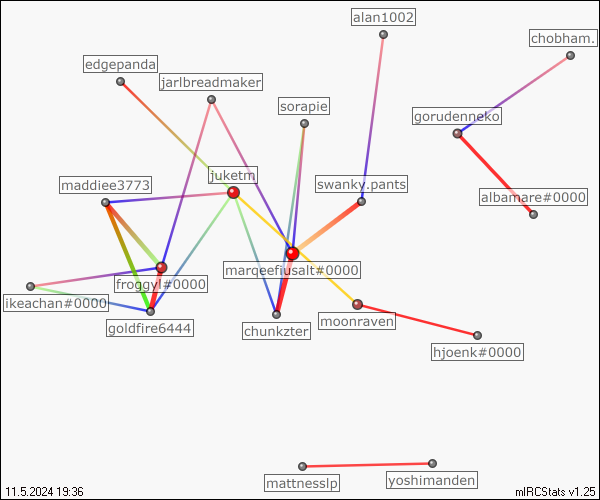 alan1002
chobham.
edgepanda
jarlbreadmaker
sorapie
gorudenneko
juketm
maddiee3773
swanky.pants
albamare#0000
marqeefiusalt#0000
froggyl#0000
ikeachan#0000
goldfire6444
chunkzter
moonraven
hjoenk#0000
mattnesslp
yoshimanden
11.5.2024 19:36
mIRCStats v1.25